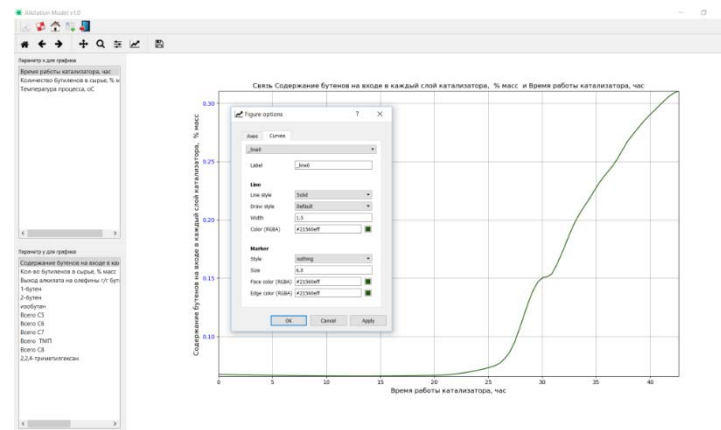 Alkilation Model v1.0
Параметр x для графика
Время работы катализатора, час
Количество бутиленов в сырье, % м
Температура процесса, оС
Параметр y для графика
Содержание бутенов на входе в ка
Кол-во бутиленов в сырье, % масс
Выход алкилата на олефины г/г бут
1-бутен
2-бутен
изобутан
Всего С5
Всего С6
Всего С7
Всего ТМП
Всего С8
2,2,4-триметилгексан
Связь Содержание бутенов на входе в каждый слой катализатора, % масс и Время работы катализатора, час
Содержание бутенов на входе в каждый слой катализатора, % масс
0.30
0.25
0.20
0.15
0.10
0 5 10 15 20 25 30 35 40
Время работы катализатора, час
Figure options ? ×
Axes Curves
_line0
Label _line0
Line
Line style Solid
Draw style Default
Width 1.5
Color (RGBA)
Marker
Style nothing
Size 6.0
Face color (RGBA)
Edge color (RGBA)
OK Cancel Apply